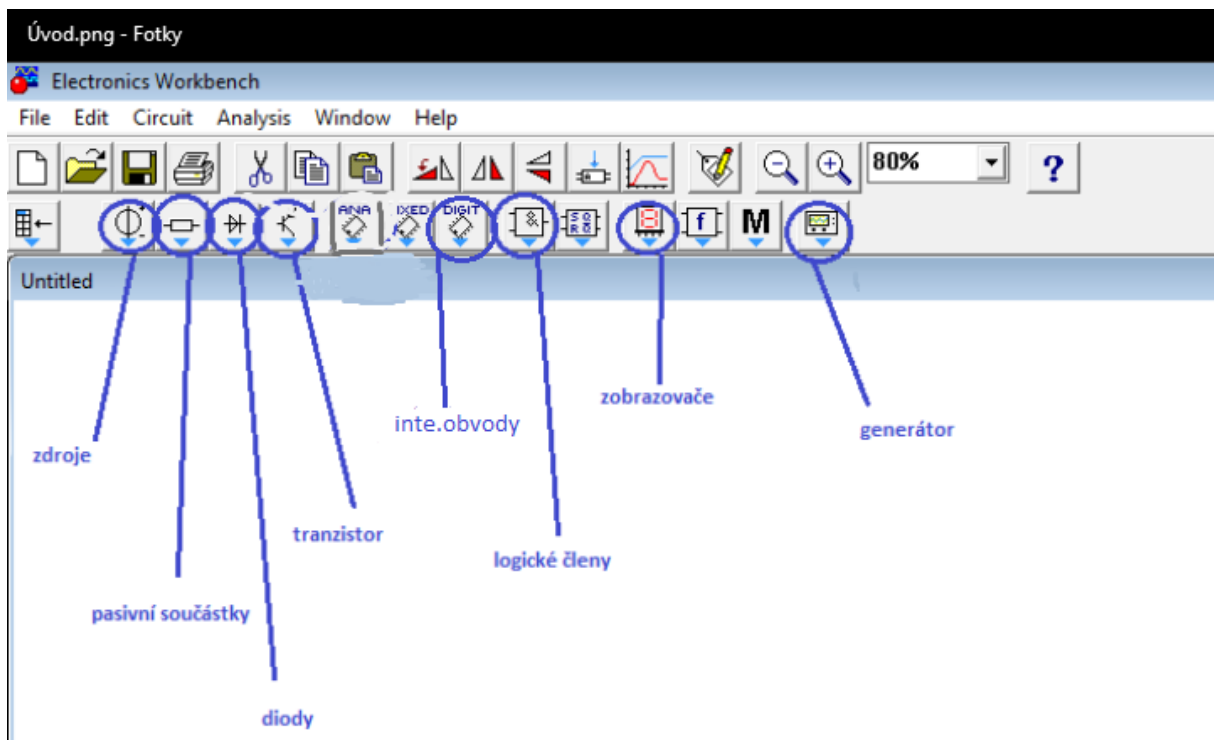 Úvod.png - Fotky
Electronics Workbench
File Edit Circuit Analysis Window Help
80% ?
ANA IXED DIGIT & S Q R Q f M
Untitled
zobrazovače
inte.obvody
generátor
zdroje
tranzistor
logické členy
pasivní součástky
diody